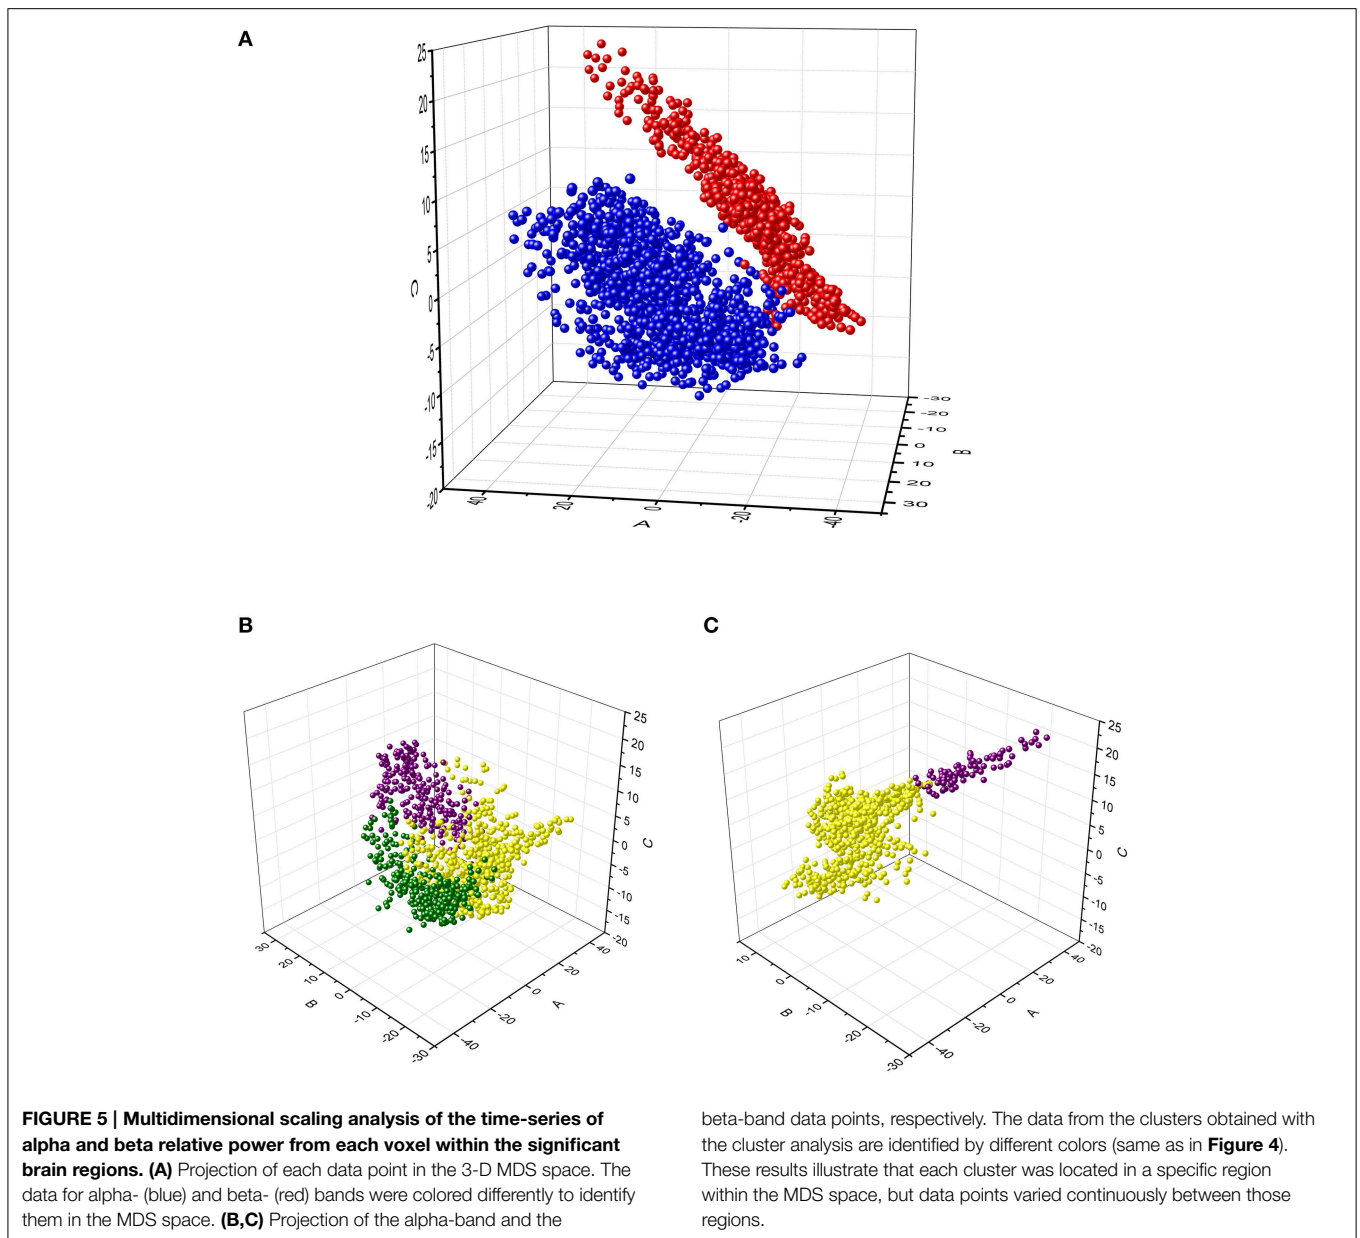 A
25
20
15
10
5
0
-5
-10
-15
-20
C
40
20
0
-20
-40
A
-30
-20
-10
0
10
20
30
B
B
25
20
15
10
5
0
-5
-10
-15
-20
C
30
20
10
0
-10
-20
-30
B
-40
-20
0
20
40
A
C
25
20
15
10
5
0
-5
-10
-15
-20
C
10
0
-10
-20
-30
B
-40
-20
0
20
40
A
FIGURE 5 | Multidimensional scaling analysis of the time-series of
alpha and beta relative power from each voxel within the significant
brain regions. (A) Projection of each data point in the 3-D MDS space. The
data for alpha- (blue) and beta- (red) bands were colored differently to identify
them in the MDS space. (B,C) Projection of the alpha-band and the
beta-band data points, respectively. The data from the clusters obtained with
the cluster analysis are identified by different colors (same as in Figure 4).
These results illustrate that each cluster was located in a specific region
within the MDS space, but data points varied continuously between those
regions.